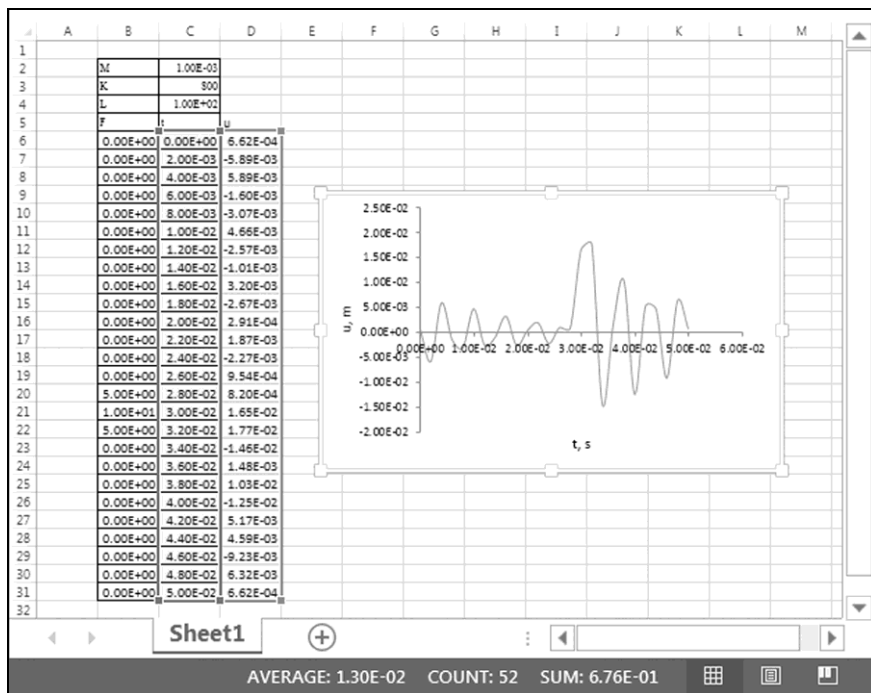 A B C D E F G H I J K L M
1
2 M 1.00E-03
3 K 800
4 L 1.00E+02
5 F t u
6 0.00E+00 0.00E+00 6.62E-04
7 0.00E+00 2.00E-03 -5.89E-03
8 0.00E+00 4.00E-03 5.89E-03
9 0.00E+00 6.00E-03 -1.60E-03
10 0.00E+00 8.00E-03 -3.07E-03
11 0.00E+00 1.00E-02 4.66E-03
12 0.00E+00 1.20E-02 -2.57E-03
13 0.00E+00 1.40E-02 -1.01E-03
14 0.00E+00 1.60E-02 3.20E-03
15 0.00E+00 1.80E-02 -2.67E-03
16 0.00E+00 2.00E-02 2.91E-04
17 0.00E+00 2.20E-02 1.87E-03
18 0.00E+00 2.40E-02 -2.27E-03
19 0.00E+00 2.60E-02 9.54E-04
20 5.00E+00 2.80E-02 8.20E-04
21 1.00E+01 3.00E-02 1.65E-02
22 5.00E+00 3.20E-02 1.77E-02
23 0.00E+00 3.40E-02 -1.46E-02
24 0.00E+00 3.60E-02 1.48E-03
25 0.00E+00 3.80E-02 1.03E-02
26 0.00E+00 4.00E-02 -1.25E-02
27 0.00E+00 4.20E-02 5.17E-03
28 0.00E+00 4.40E-02 4.59E-03
29 0.00E+00 4.60E-02 -9.23E-03
30 0.00E+00 4.80E-02 6.32E-03
31 0.00E+00 5.00E-02 6.62E-04
32
2.50E-02
2.00E-02
1.50E-02
1.00E-02
5.00E-03
0.00E+00
-5.00E-03
-1.00E-02
-1.50E-02
-2.00E-02
u, m
0.00E+00 1.00E-02 2.00E-02 3.00E-02 4.00E-02 5.00E-02 6.00E-02
t, s
Sheet1
AVERAGE: 1.30E-02 COUNT: 52 SUM: 6.76E-01